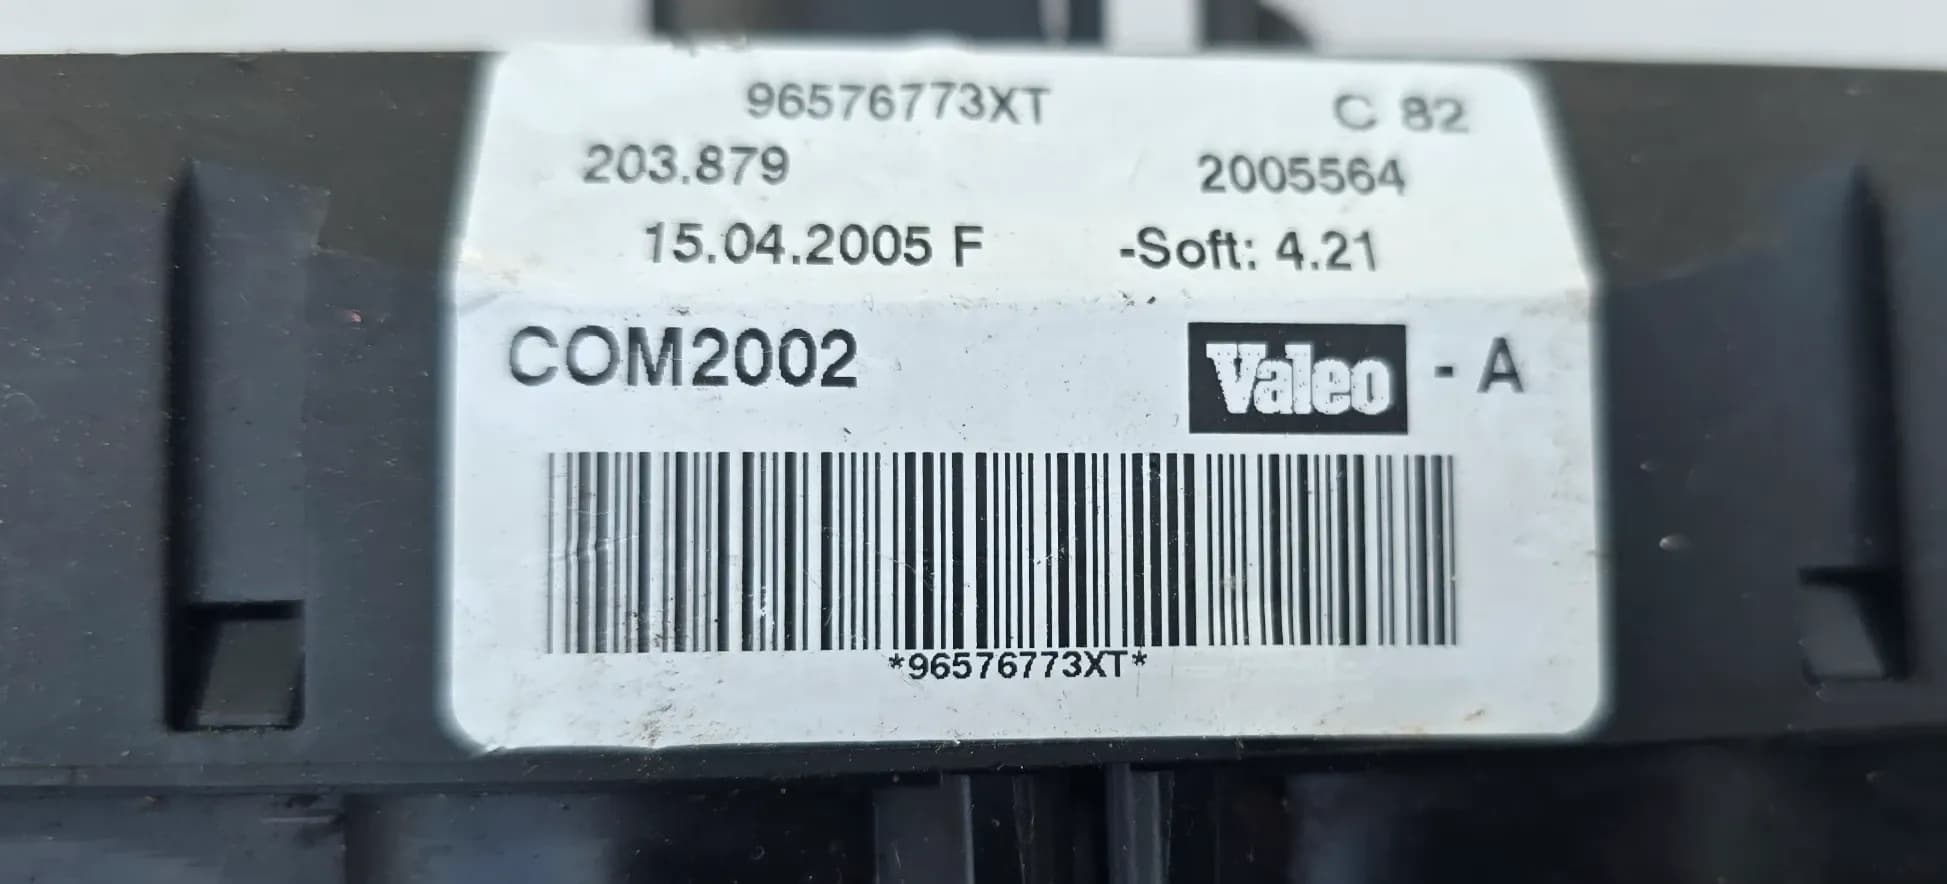 96576773XT C 82
203.879 2005564
15.04.2005 F -Soft: 4.21
COM2002 Valeo - A
*96576773XT*